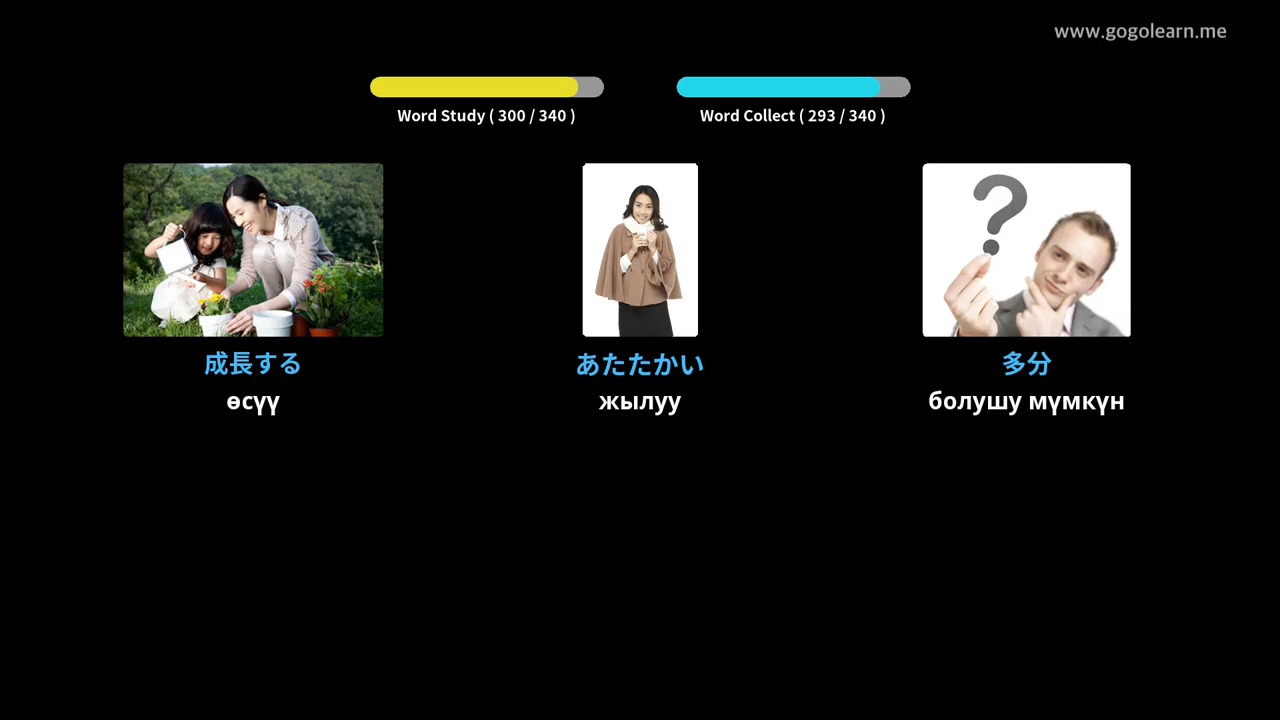 www.gogolearn.me
Word Study ( 300 / 340 )
Word Collect ( 293 / 340 )
成長する
өсүү
あたたかい
жылуу
多分
болушу мүмкүн